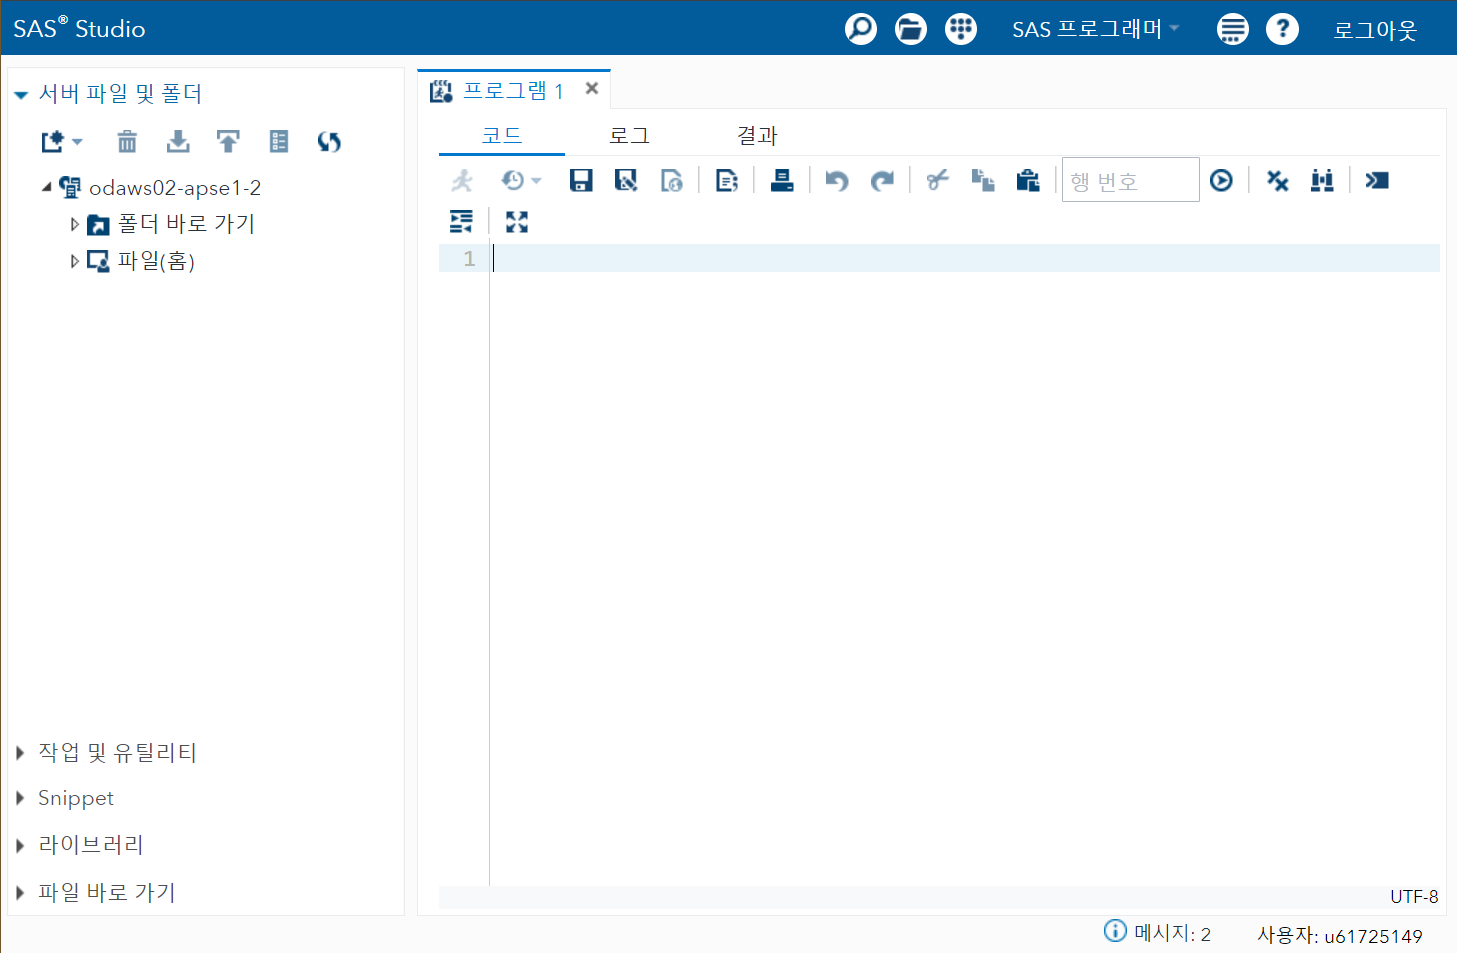 SAS® Studio
SAS 프로그래머
로그아웃
서버 파일 및 폴더
odaws02-apse1-2
폴더 바로 가기
파일(홈)
작업 및 유틸리티
Snippet
라이브러리
파일 바로 가기
프로그램 1
코드 로그 결과
행 번호
1
UTF-8
메시지: 2
사용자: u61725149